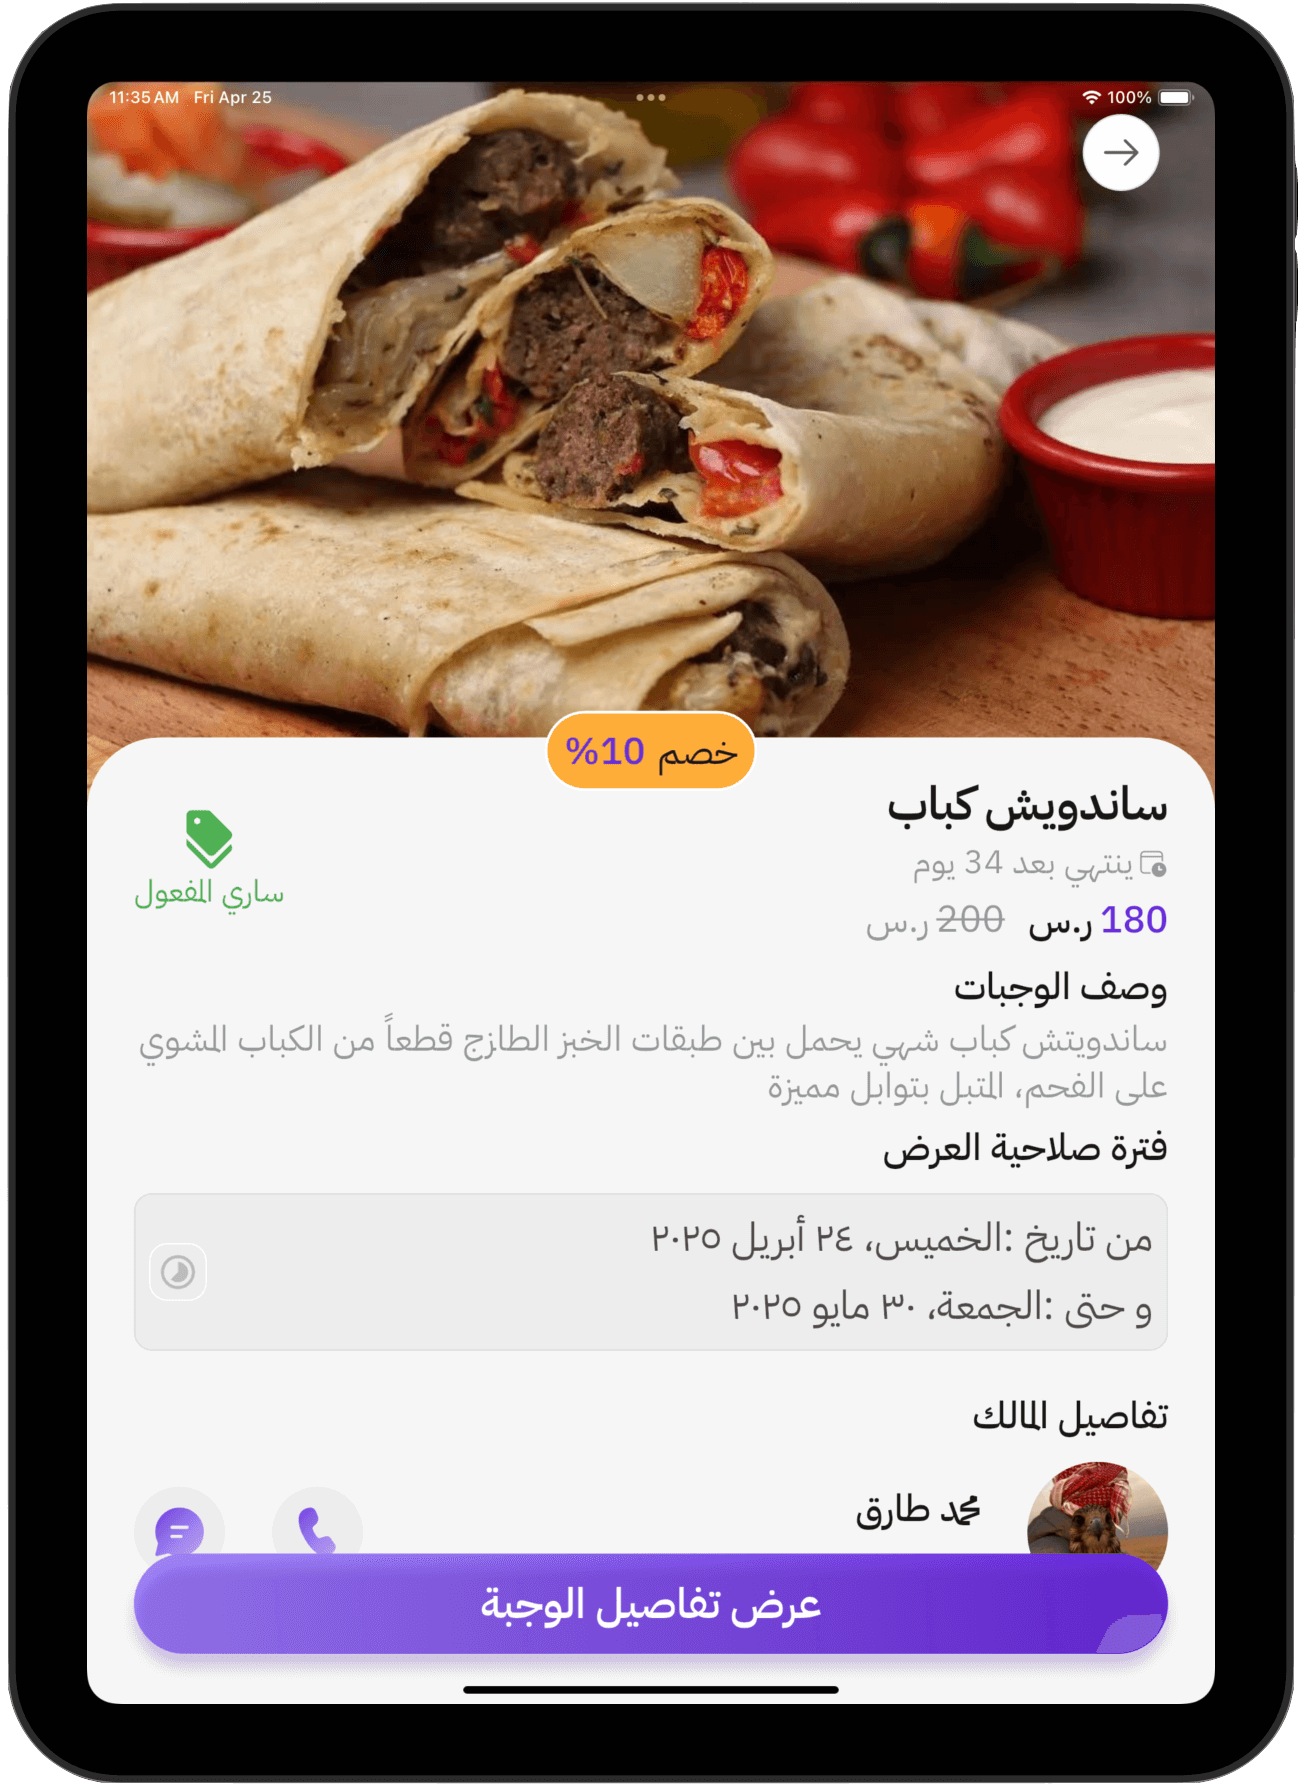 11:35 AM Fri Apr 25
100%
خصم 10%
ساندويش كباب
ينتهي بعد 34 يوم
ساري المفعول
180 ر.س 200 ر.س
وصف الوجبات
ساندويتش كباب شهي يحمل بين طبقات الخبز الطازج قطعاً من الكباب المشوي
على الفحم، المتبل بتوابل مميزة
فترة صلاحية العرض
من تاريخ :الخميس، ٢٤ أبريل ٢٠٢٥
و حتى :الجمعة، ٣٠ مايو ٢٠٢٥
تفاصيل المالك
محمد طارق
عرض تفاصيل الوجبة